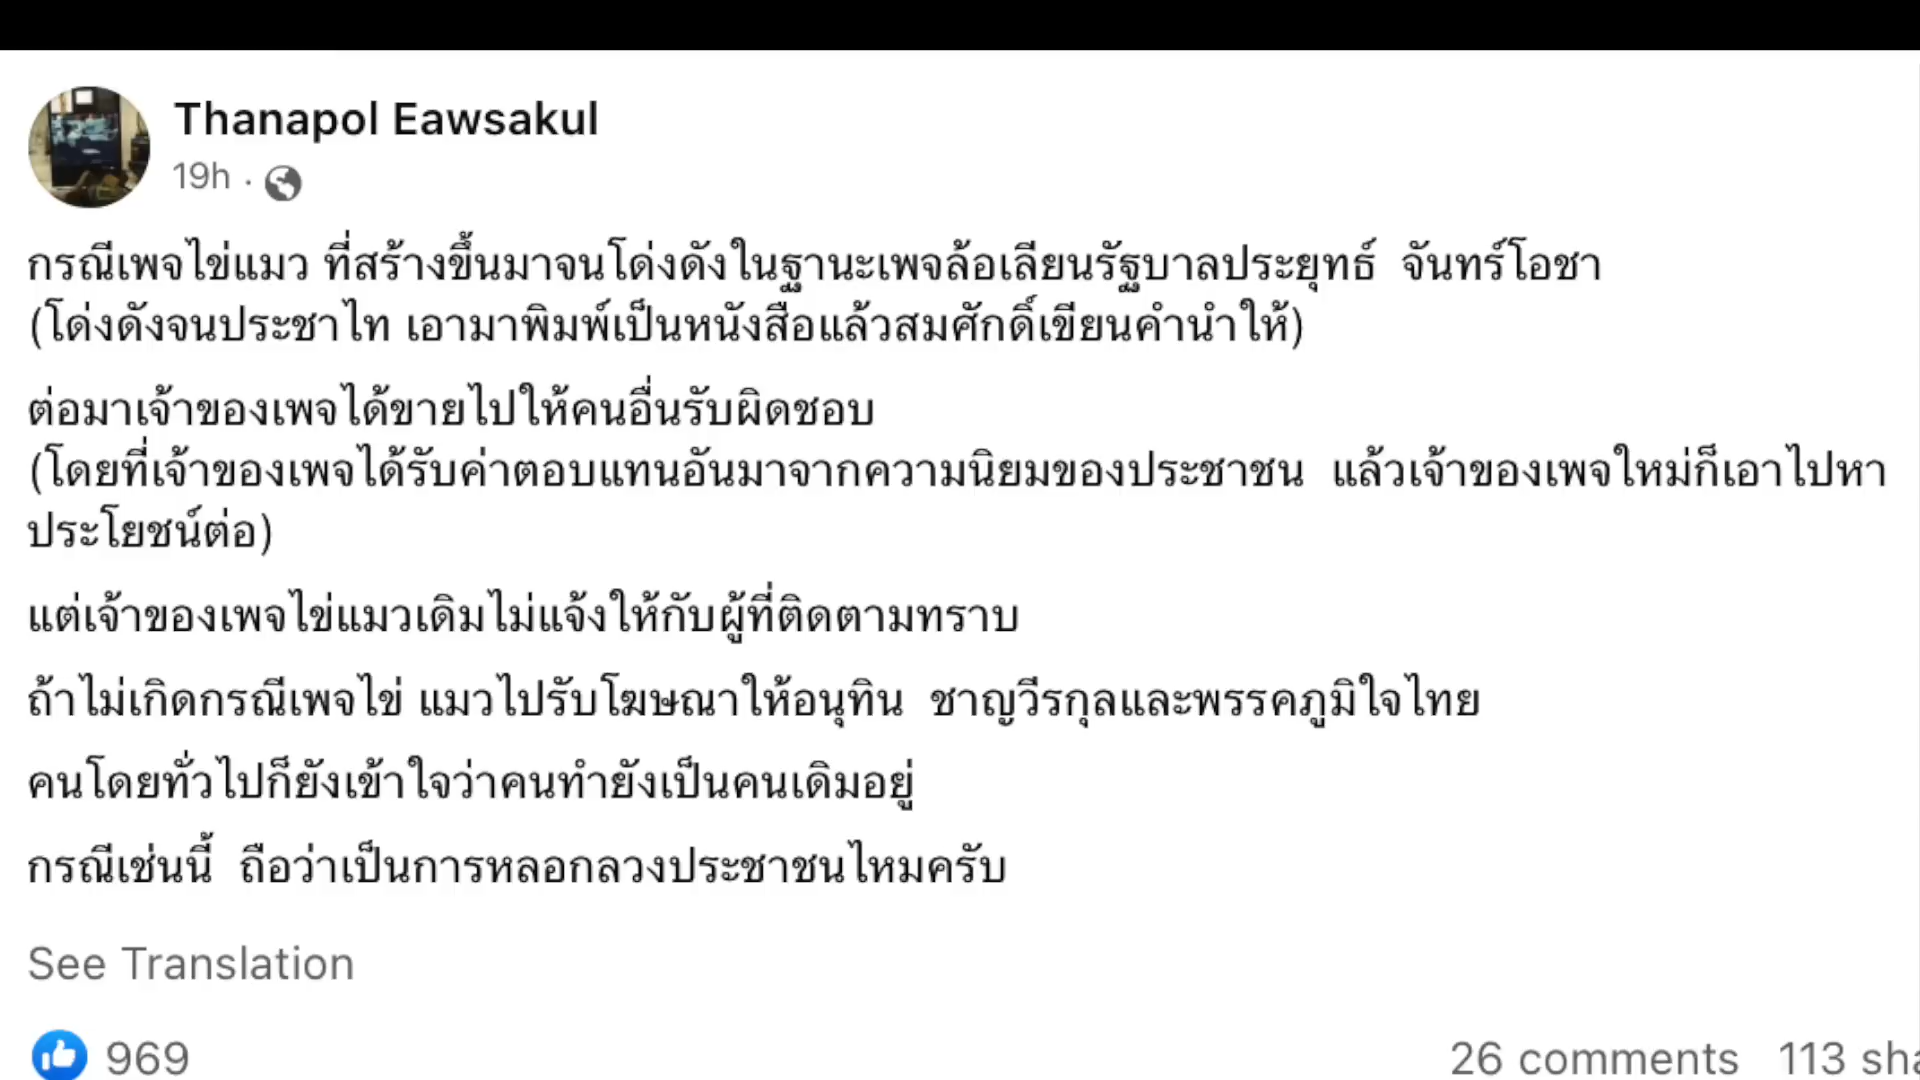 Thanapol Eawsakul
19h ·
กรณีเพจไข่แมว ที่สร้างขึ้นมาจนโด่งดังในฐานะเพจล้อเลียนรัฐบาลประยุทธ์ จันทร์โอชา
(โด่งดังจนประชาไท เอามาพิมพ์เป็นหนังสือแล้วสมศักดิ์เขียนคำนำให้)
ต่อมาเจ้าของเพจได้ขายไปให้คนอื่นรับผิดชอบ
(โดยที่เจ้าของเพจได้รับค่าตอบแทนอันมาจากความนิยมของประชาชน แล้วเจ้าของเพจใหม่ก็เอาไปหา
ประโยชน์ต่อ)
แต่เจ้าของเพจไข่แมวเดิมไม่แจ้งให้กับผู้ที่ติดตามทราบ
ถ้าไม่เกิดกรณีเพจไข่ แมวไปรับโฆษณาให้อนุทิน ชาญวีรกุลและพรรคภูมิใจไทย
คนโดยทั่วไปก็ยังเข้าใจว่าคนทำยังเป็นคนเดิมอยู่
กรณีเช่นนี้ ถือว่าเป็นการหลอกลวงประชาชนไหมครับ
See Translation
969
26 comments 113 sha